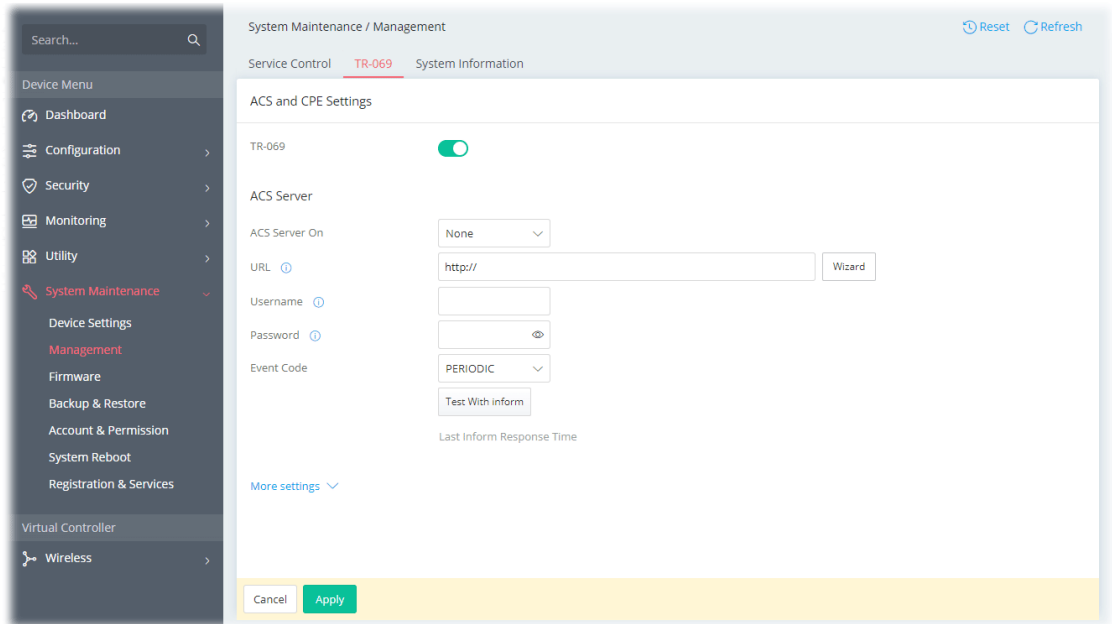 Search...
Device Menu
Dashboard
Configuration
Security
Monitoring
Utility
System Maintenance
Device Settings
Management
Firmware
Backup & Restore
Account & Permission
System Reboot
Registration & Services
Virtual Controller
Wireless
System Maintenance / Management
Reset Refresh
Service Control TR-069 System Information
ACS and CPE Settings
TR-069
ACS Server
ACS Server On None
URL http:// Wizard
Username
Password
Event Code PERIODIC
Test With inform
Last Inform Response Time
More settings
Cancel Apply